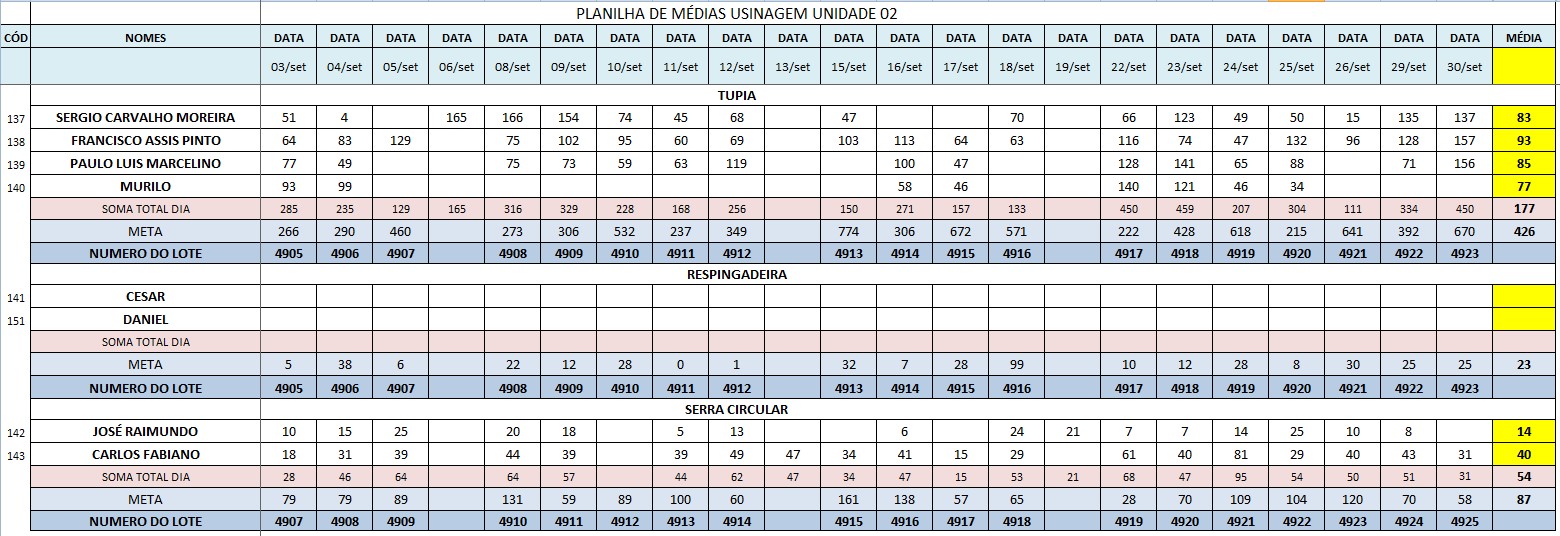 PLANILHA DE MÉDIAS USINAGEM UNIDADE 02
CÓD NOMES DATA DATA DATA DATA DATA DATA DATA DATA DATA DATA DATA DATA DATA DATA DATA DATA DATA DATA DATA DATA DATA DATA MÉDIA
03/set 04/set 05/set 06/set 08/set 09/set 10/set 11/set 12/set 13/set 15/set 16/set 17/set 18/set 19/set 22/set 23/set 24/set 25/set 26/set 29/set 30/set
TUPIA
137 SERGIO CARVALHO MOREIRA 51 4 165 166 154 74 45 68 47 70 66 123 49 50 15 135 137 83
138 FRANCISCO ASSIS PINTO 64 83 129 75 102 95 60 69 103 113 64 63 116 74 47 132 96 128 157 93
139 PAULO LUIS MARCELINO 77 49 75 73 59 63 119 100 47 128 141 65 88 71 156 85
140 MURILO 93 99 58 46 140 121 46 34 77
SOMA TOTAL DIA 285 235 129 165 316 329 228 168 256 150 271 157 133 450 459 207 304 111 334 450 177
META 266 290 460 273 306 532 237 349 774 306 672 571 222 428 618 215 641 392 670 426
NUMERO DO LOTE 4905 4906 4907 4908 4909 4910 4911 4912 4913 4914 4915 4916 4917 4918 4919 4920 4921 4922 4923
RESPINGADEIRA
141 CESAR
151 DANIEL
SOMA TOTAL DIA
META 5 38 6 22 12 28 0 1 32 7 28 99 10 12 28 8 30 25 25 23
NUMERO DO LOTE 4905 4906 4907 4908 4909 4910 4911 4912 4913 4914 4915 4916 4917 4918 4919 4920 4921 4922 4923
SERRA CIRCULAR
142 JOSÉ RAIMUNDO 10 15 25 20 18 5 13 6 24 21 7 7 14 25 10 8 14
143 CARLOS FABIANO 18 31 39 44 39 39 49 47 34 41 15 29 61 40 81 29 40 43 31 40
SOMA TOTAL DIA 28 46 64 64 57 44 62 47 34 47 15 53 21 68 47 95 54 50 51 31 54
META 79 79 89 131 59 89 100 60 161 138 57 65 28 70 109 104 120 70 58 87
NUMERO DO LOTE 4907 4908 4909 4910 4911 4912 4913 4914 4915 4916 4917 4918 4919 4920 4921 4922 4923 4924 4925